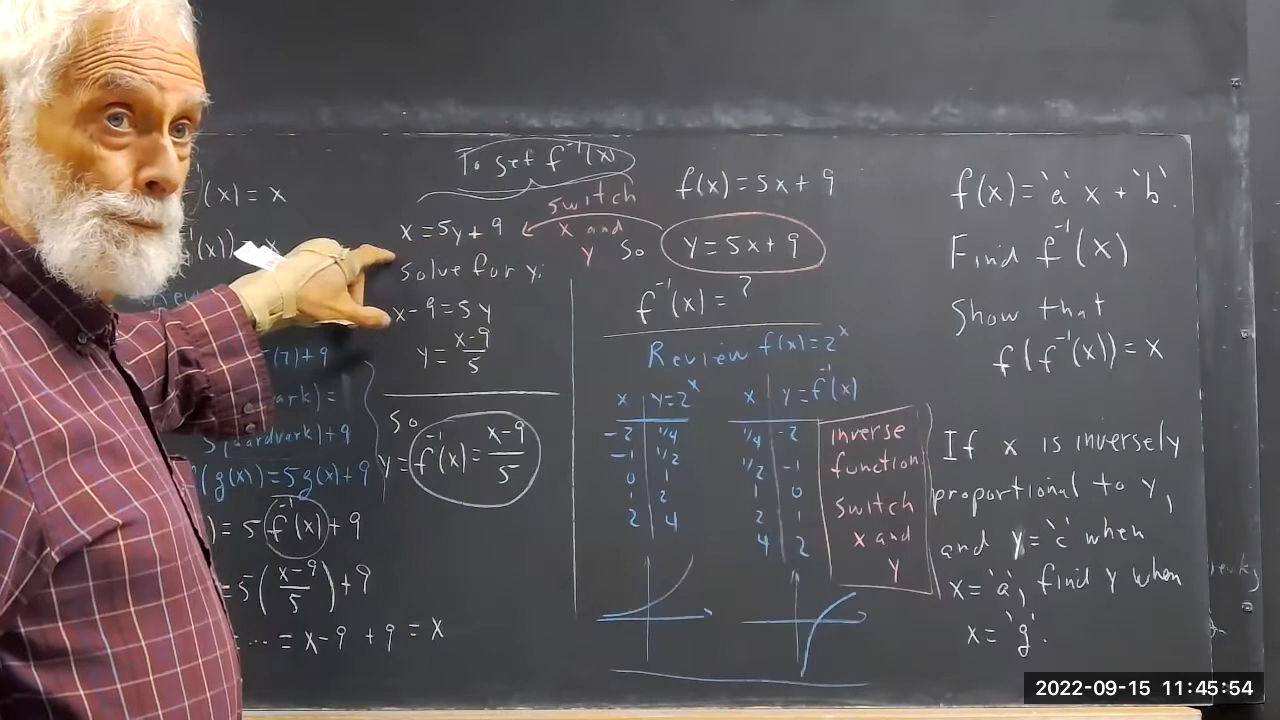 (x) = x
(x)) = x
(7) + 9
ark) =
5(aardvark) + 9
(g(x)) = 5g(x) + 9
) = 5 f⁻¹(x) + 9
= 5(x-9/5) + 9
= ... = x - 9 + 9 = x
To get f⁻¹(x)
x = 5y + 9
solve for y:
x - 9 = 5y
y = x-9/5
so
y = f⁻¹(x) = x-9/5
switch
x and
y
f(x) = 5x + 9
so y = 5x + 9
f⁻¹(x) = ?
Review f(x) = 2ˣ
x y = 2ˣ
-2 1/4
-1 1/2
0 1
1 2
2 4
x y = f⁻¹(x)
1/4 -2
1/2 -1
1 0
2 1
4 2
inverse
function
switch
x and
y
f(x) = 'a' x + 'b'.
Find f⁻¹(x)
Show that
f(f⁻¹(x)) = x
If x is inversely
proportional to y,
and y = 'c' when
x = 'a', find y when
x = 'g'.
2022-09-15 11:45:54